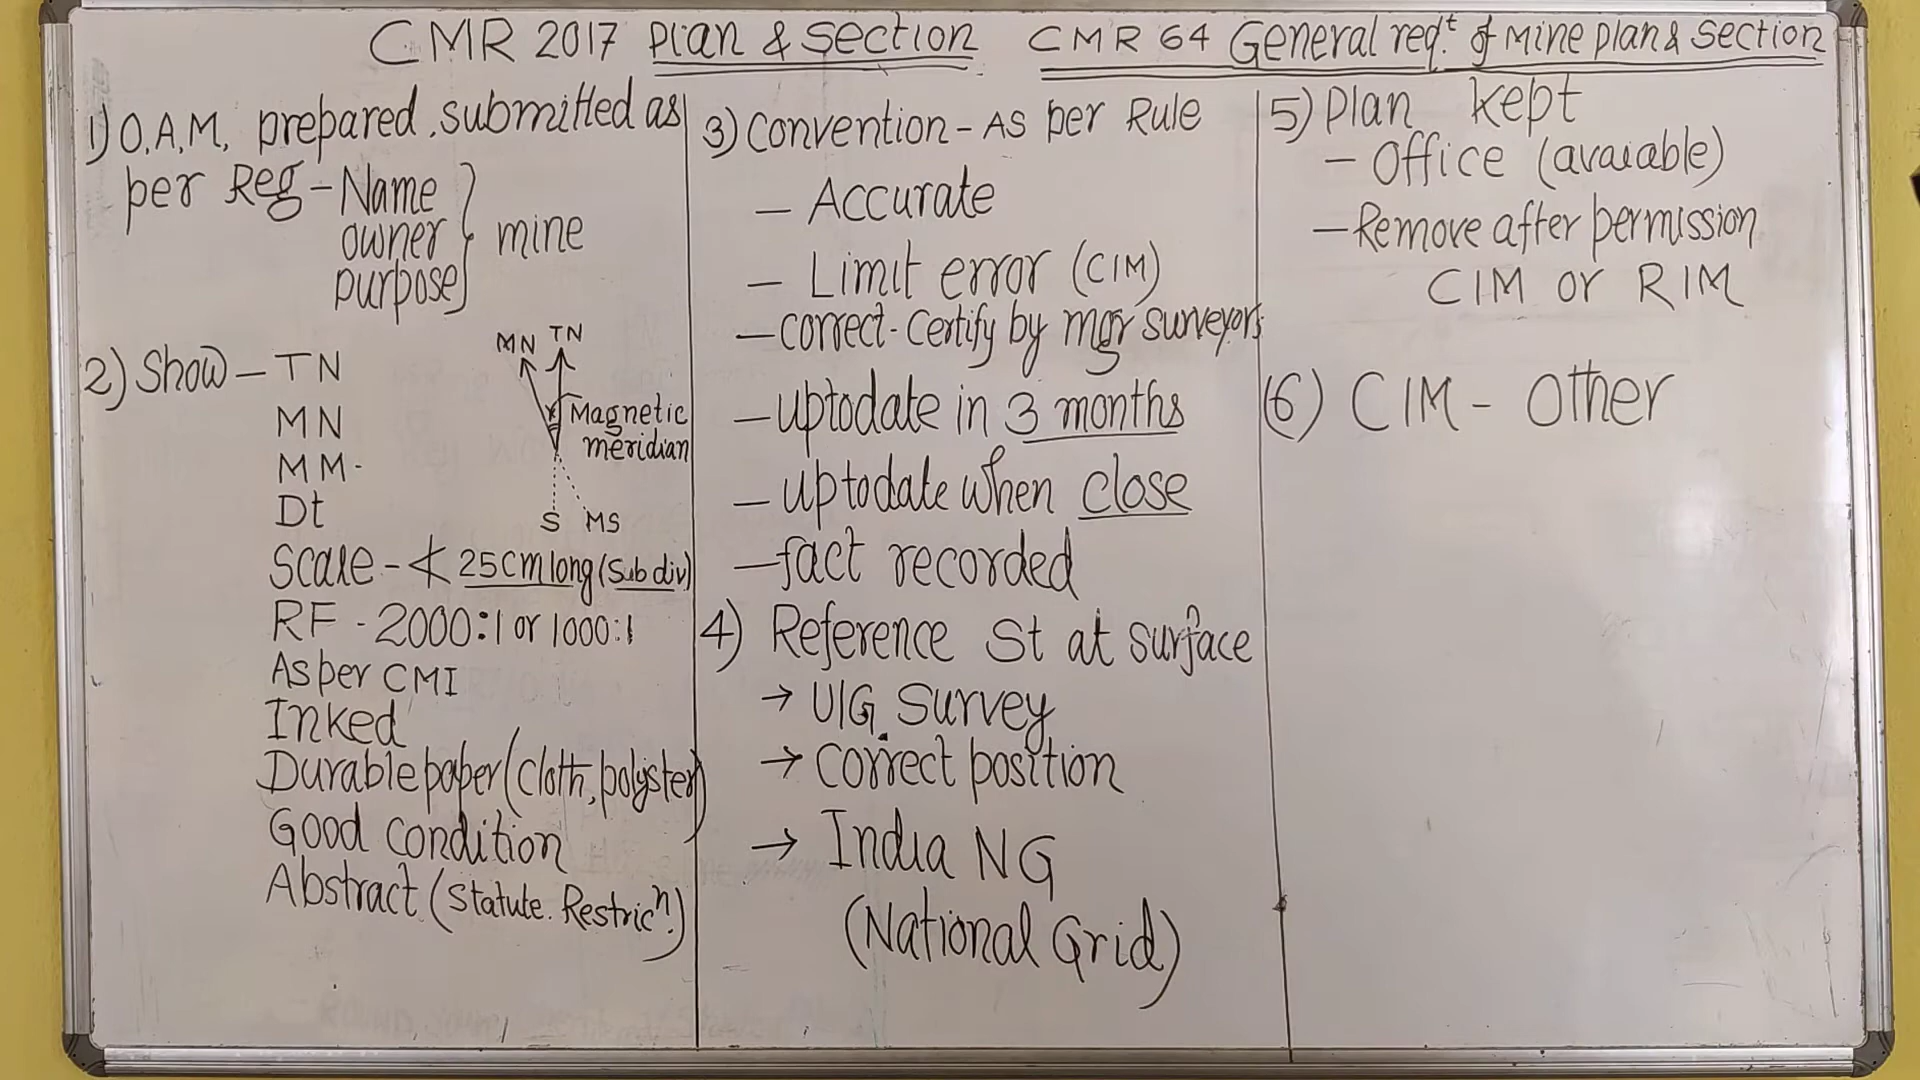 CMR 2017 Plan & Section CMR 64 General req.t of Mine plan & Section
1) O.A.M. prepared, submitted as
per Reg - Name
owner } mine
purpose
2) Show - TN
MN
MM.
Dt
MN TN
Magnetic
meridian
S MS
Scale - ≮ 25cm long (Sub div)
RF - 2000:1 or 1000:1
As per CMI
Inked
Durable paper (cloth, polyster)
Good condition
Abstract (Statute. Restricn.)
3) Convention - As per Rule
- Accurate
- Limit error (CIM)
- Correct - Certify by mgr surveyors
- uptodate in 3 months
- uptodate when close
- fact recorded
4) Reference St at surface
→ U/G Survey
→ Correct position
→ India NG
(National Grid)
5) Plan kept
- Office (avaiable)
- Remove after permission
CIM or RIM
(6) CIM - Other